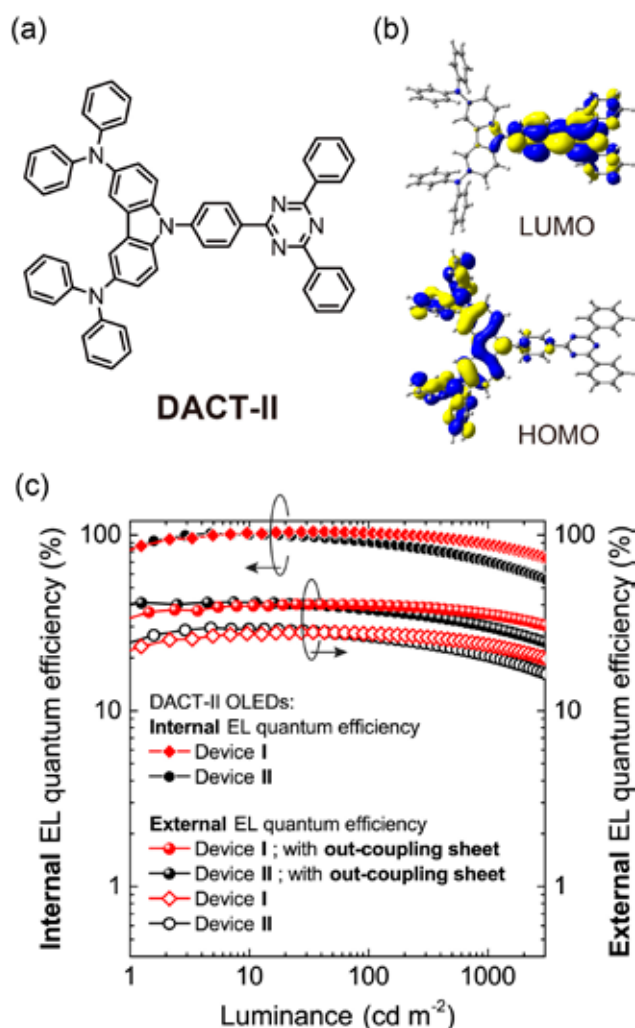 (a)
(b)
N
N
N
N
N
N
DACT-II
LUMO
HOMO
(c)
Internal EL quantum efficiency (%)
100
10
1
100
10
1
External EL quantum efficiency (%)
DACT-II OLEDs:
Internal EL quantum efficiency
Device I
Device II
External EL quantum efficiency
Device I ; with out-coupling sheet
Device II ; with out-coupling sheet
Device I
Device II
1 10 100 1000
Luminance (cd m⁻²)